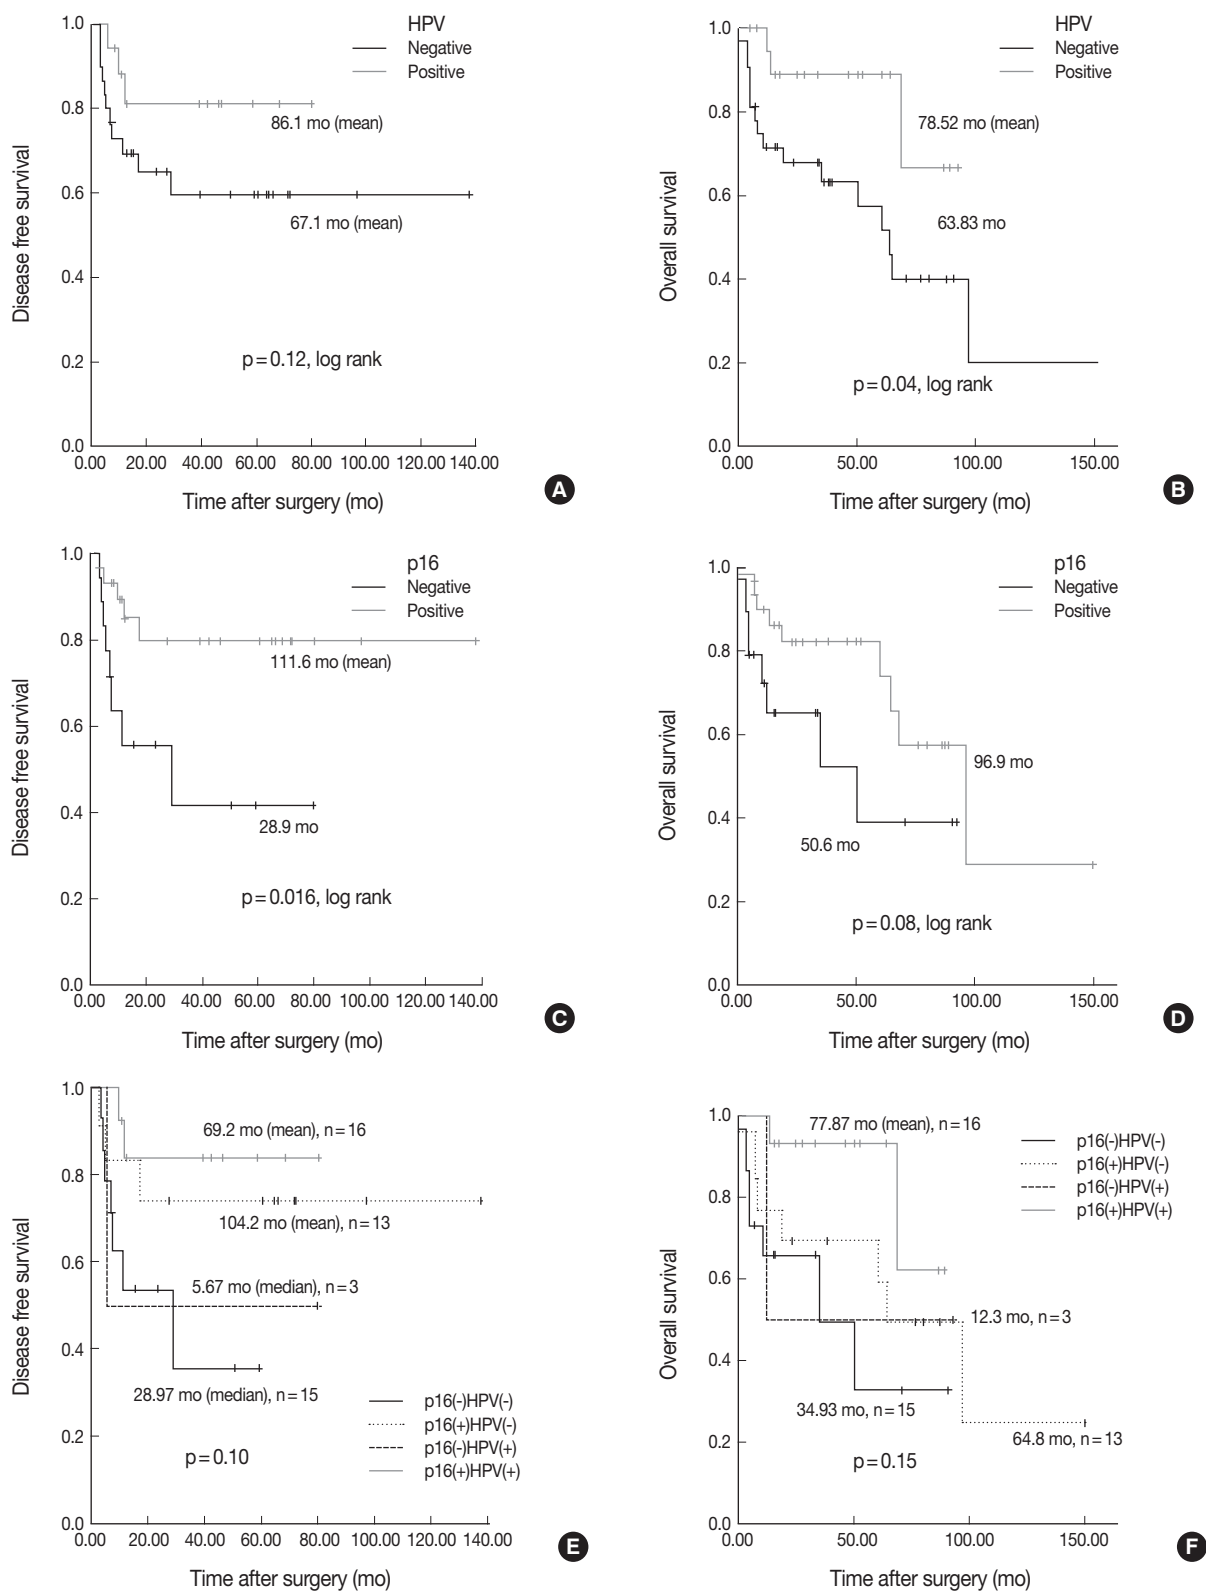 HPV
Negative
Positive
Disease free survival
1.0
0.8
0.6
0.4
0.2
0.0
86.1 mo (mean)
67.1 mo (mean)
p=0.12, log rank
0.00 20.00 40.00 60.00 80.00 100.00 120.00 140.00
Time after surgery (mo)
A
HPV
Negative
Positive
Overall survival
1.0
0.8
0.6
0.4
0.2
0.0
78.52 mo (mean)
63.83 mo
p=0.04, log rank
0.00 50.00 100.00 150.00
Time after surgery (mo)
B
p16
Negative
Positive
Disease free survival
1.0
0.8
0.6
0.4
0.2
0.0
111.6 mo (mean)
28.9 mo
p=0.016, log rank
0.00 20.00 40.00 60.00 80.00 100.00 120.00 140.00
Time after surgery (mo)
C
p16
Negative
Positive
Overall survival
1.0
0.8
0.6
0.4
0.2
0.0
96.9 mo
50.6 mo
p=0.08, log rank
0.00 50.00 100.00 150.00
Time after surgery (mo)
D
Disease free survival
1.0
0.8
0.6
0.4
0.2
0.0
69.2 mo (mean), n=16
104.2 mo (mean), n=13
5.67 mo (median), n=3
28.97 mo (median), n=15
p16(-)HPV(-)
p16(+)HPV(-)
p16(-)HPV(+)
p16(+)HPV(+)
p=0.10
0.00 20.00 40.00 60.00 80.00 100.00 120.00 140.00
Time after surgery (mo)
E
Overall survival
1.0
0.8
0.6
0.4
0.2
0.0
77.87 mo (mean), n=16
p16(-)HPV(-)
p16(+)HPV(-)
p16(-)HPV(+)
p16(+)HPV(+)
12.3 mo, n=3
34.93 mo, n=15
64.8 mo, n=13
p=0.15
0.00 50.00 100.00 150.00
Time after surgery (mo)
F